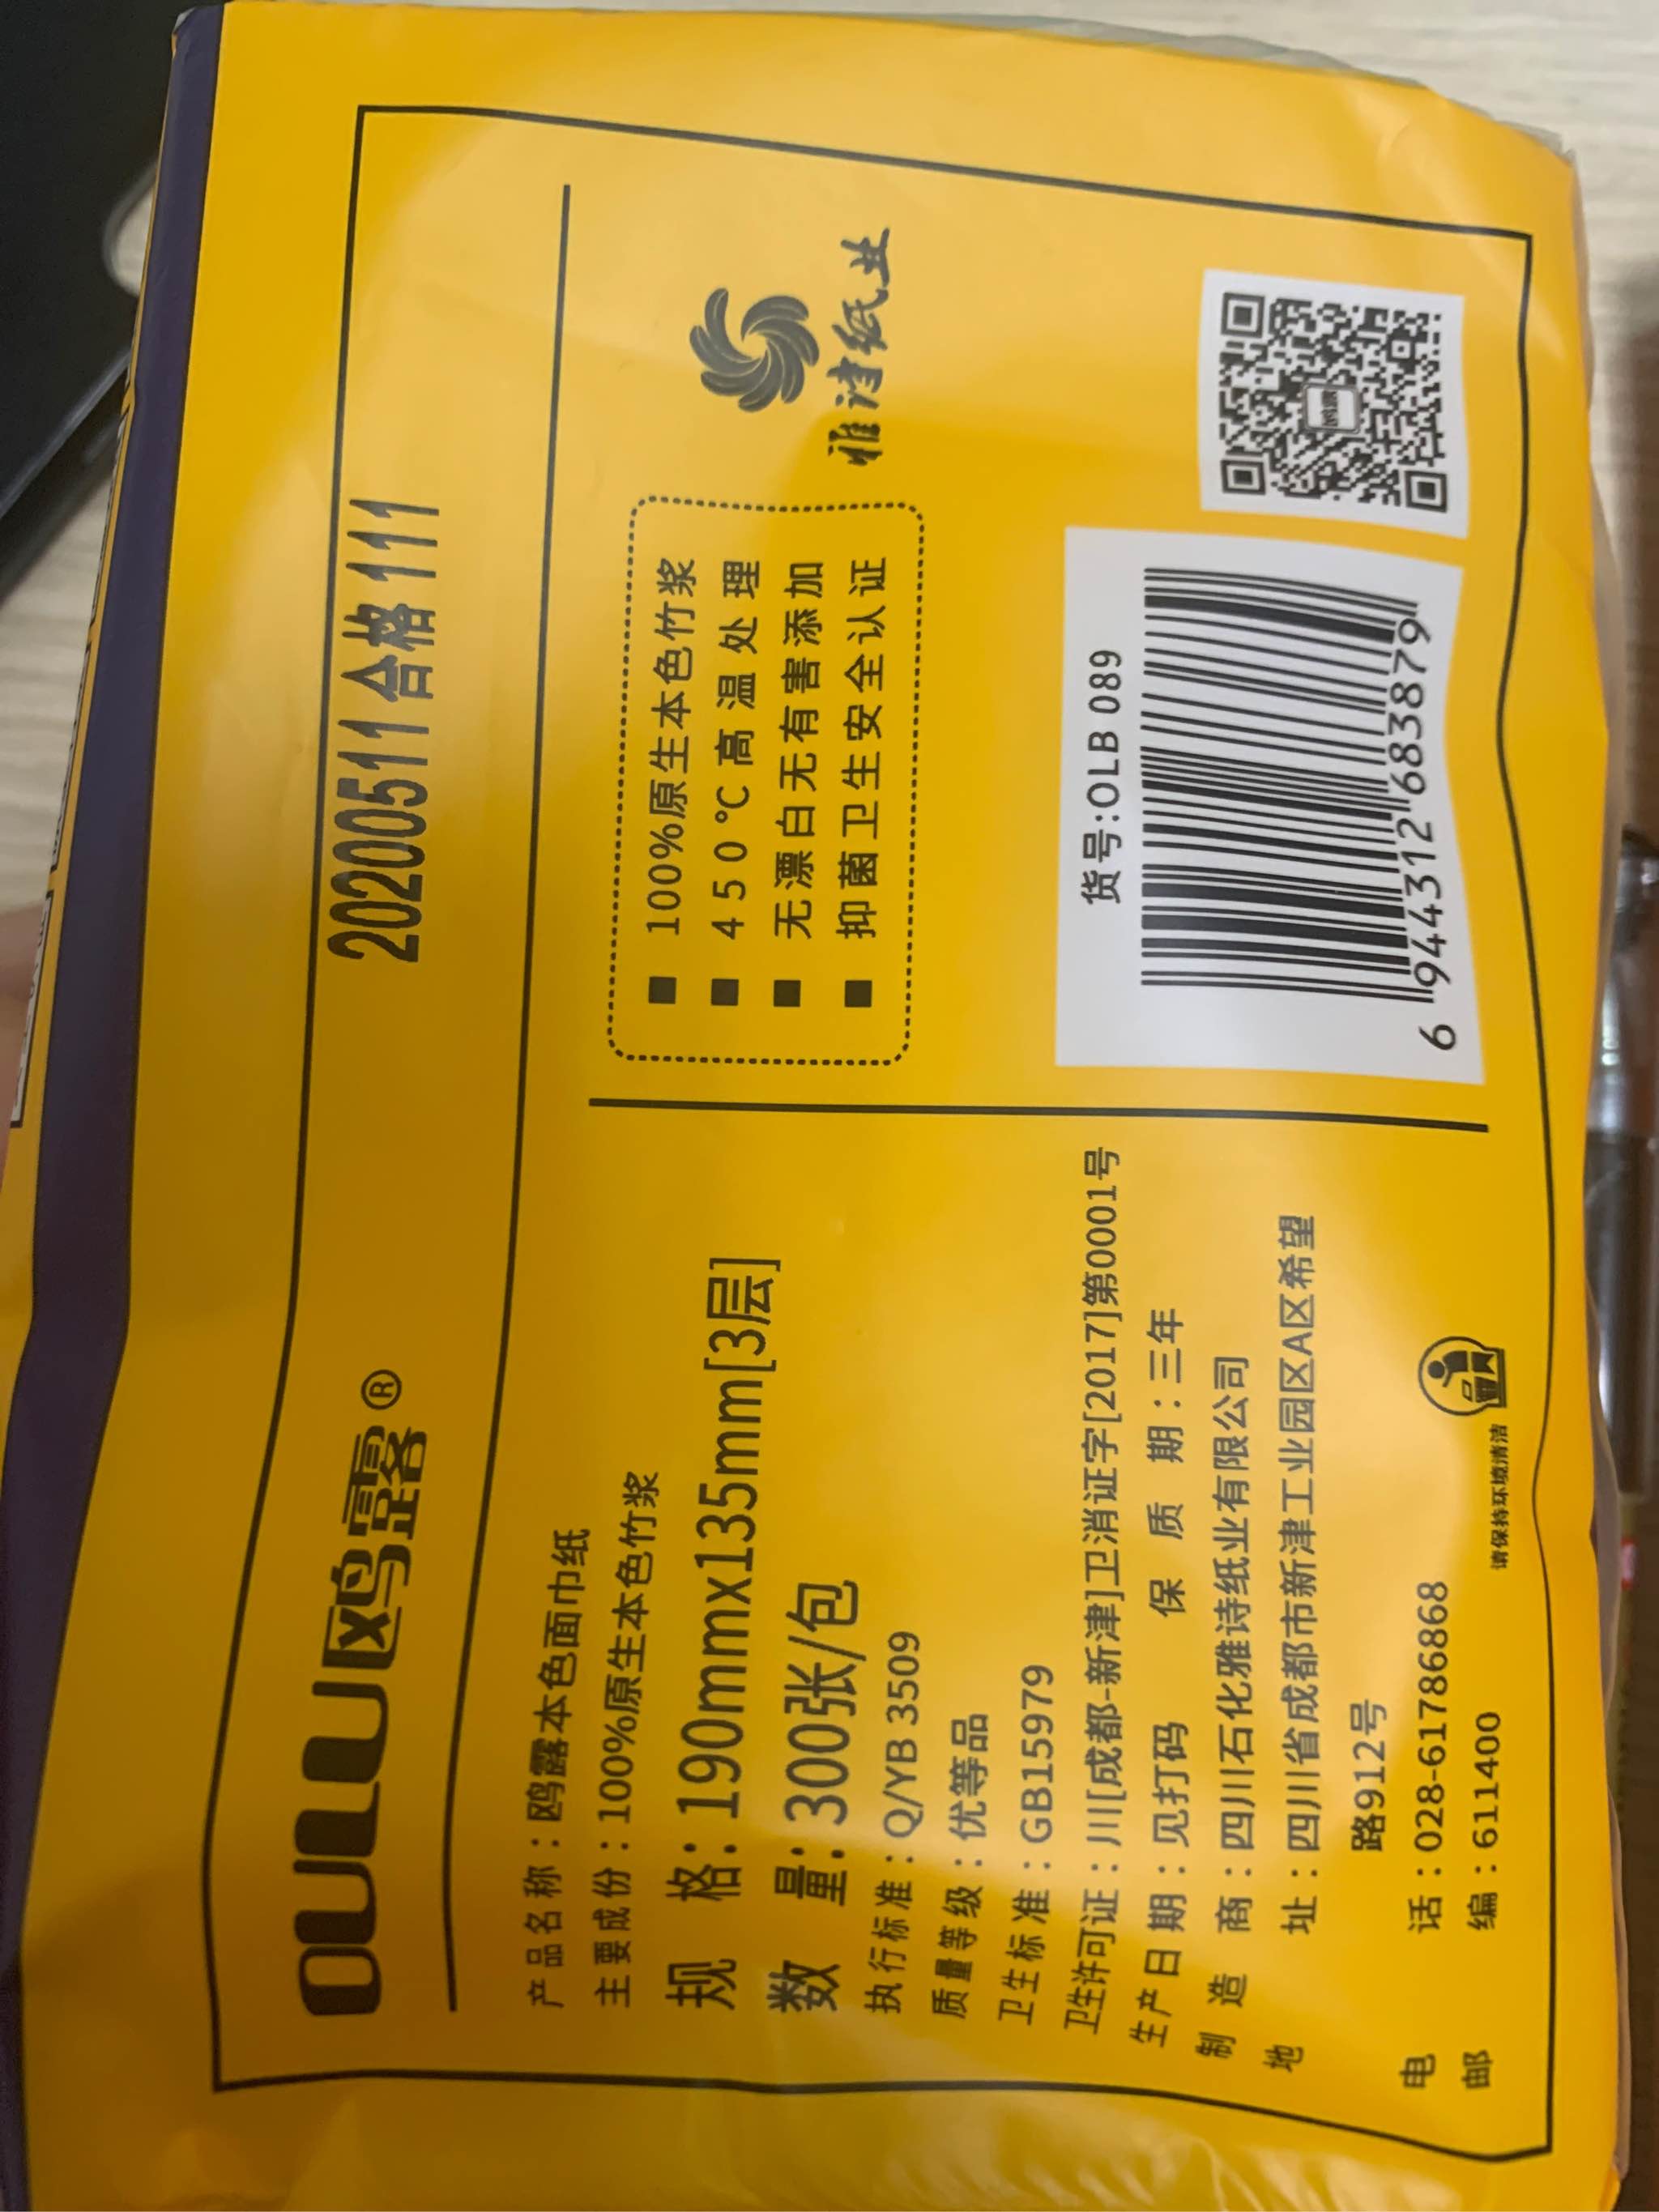 OULU鸥露®
20200511合格111
产品名称：鸥露本色面巾纸
主要成份：100%原生本色竹浆
规 格：190mmx135mm[3层]
数 量：300张/包
执行标准：Q/YB 3509
质量等级：优等品
卫生标准：GB15979
卫生许可证：川[成都-新津]卫消证字[2017]第0001号
生产日期：见打码 保质期：三年
制造商：四川石化雅诗纸业有限公司
地址：四川省成都市新津工业园区A区希望
路912号
电话：028-61786868
邮编：611400
请保持环境清洁
■ 100%原生本色竹浆
■ 450℃高温处理
■ 无漂白无有害添加
■ 抑菌卫生安全认证
雅津纸业
货号:OLB 089
6 944312 683879